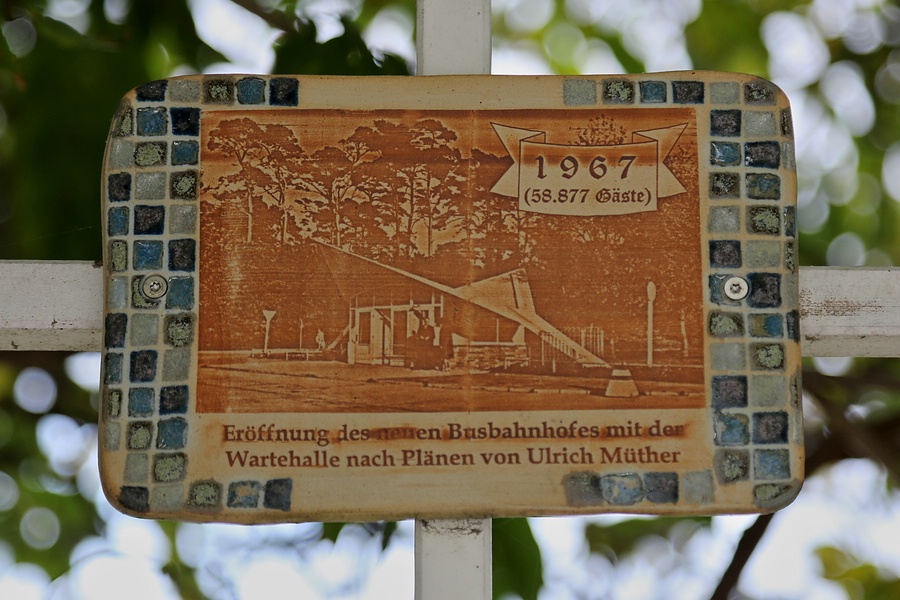 1967
(58.877 Gäste)
Eröffnung des neuen Busbahnhofes mit der
Wartehalle nach Plänen von Ulrich Müther